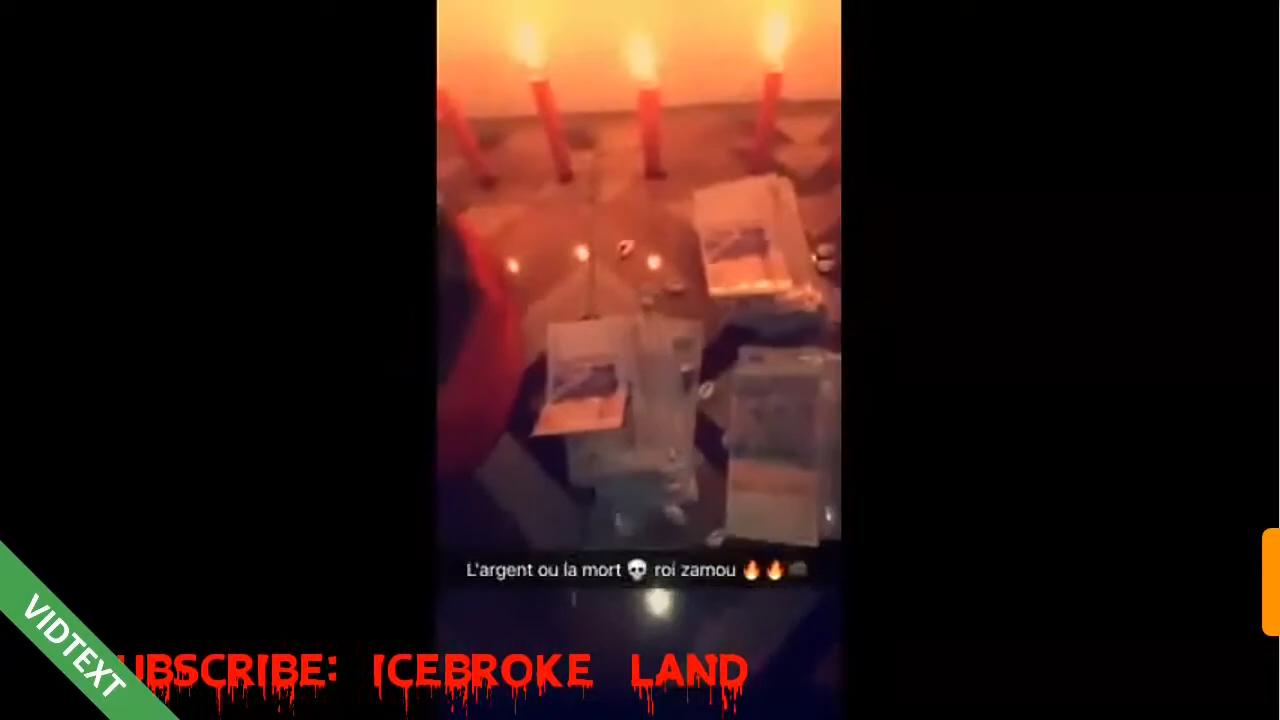 L'argent ou la mort 💀 roi zamou 🔥🔥
UBSCRIBE: ICEBROKE LAND
VIDTEXT